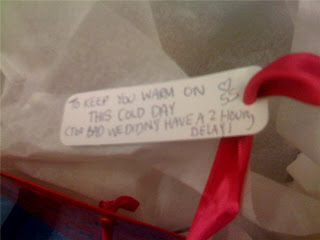 TO KEEP YOU WARM ON
THIS COLD DAY
(TOO BAD WE DIDN'T HAVE A 2 HOUR
DELAY!